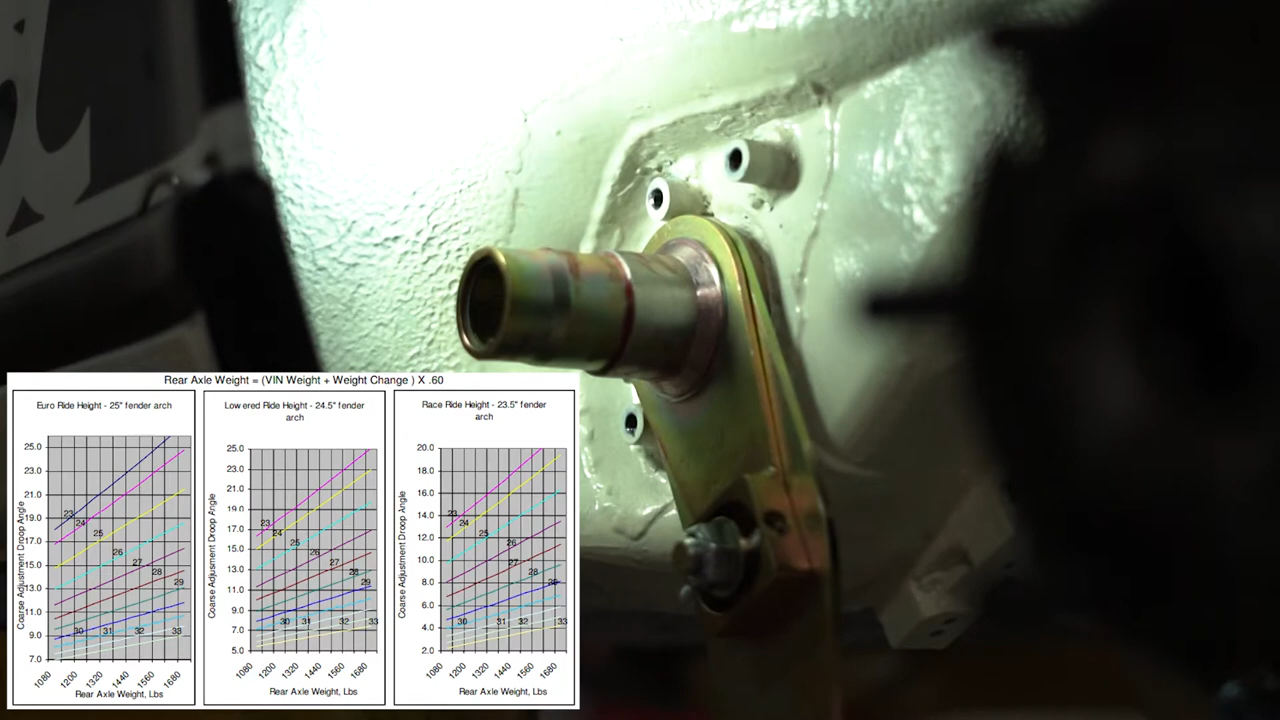 Rear Axle Weight = (VIN Weight + Weight Change ) X .60
Euro Ride Height - 25" fender arch
25.0
23.0
21.0
19.0
17.0
15.0
13.0
11.0
9.0
7.0
Coarse Adjustment Droop Angle
23
24
25
26
27
28
29
30 31 32 33
1080 1200 1320 1440 1560 1680
Rear Axle Weight, Lbs
Lowered Ride Height - 24.5" fender
arch
25.0
23.0
21.0
19.0
17.0
15.0
13.0
11.0
9.0
7.0
5.0
Coarse Adjusment Droop Angle
23
24
25
26
27
28
29
30 31 32 33
1080 1200 1320 1440 1560 1680
Rear Axle Weight, Lbs
Race Ride Height - 23.5" fender
arch
20.0
18.0
16.0
14.0
12.0
10.0
8.0
6.0
4.0
2.0
Coarse Adjustment Droop Angle
23
24
25
26
27
28
29
30 31 32 33
1080 1200 1320 1440 1560 1680
Rear Axle Weight, Lbs